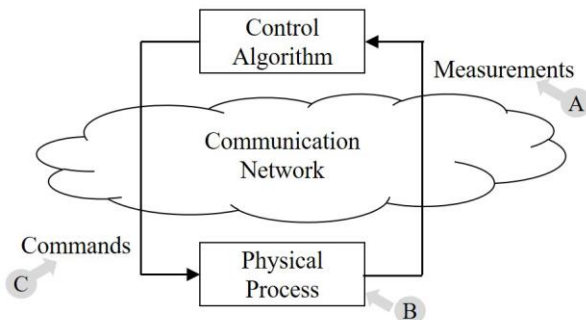 Control
Algorithm
Measurements
A
Communication
Network
Commands
C
Physical
Process
B